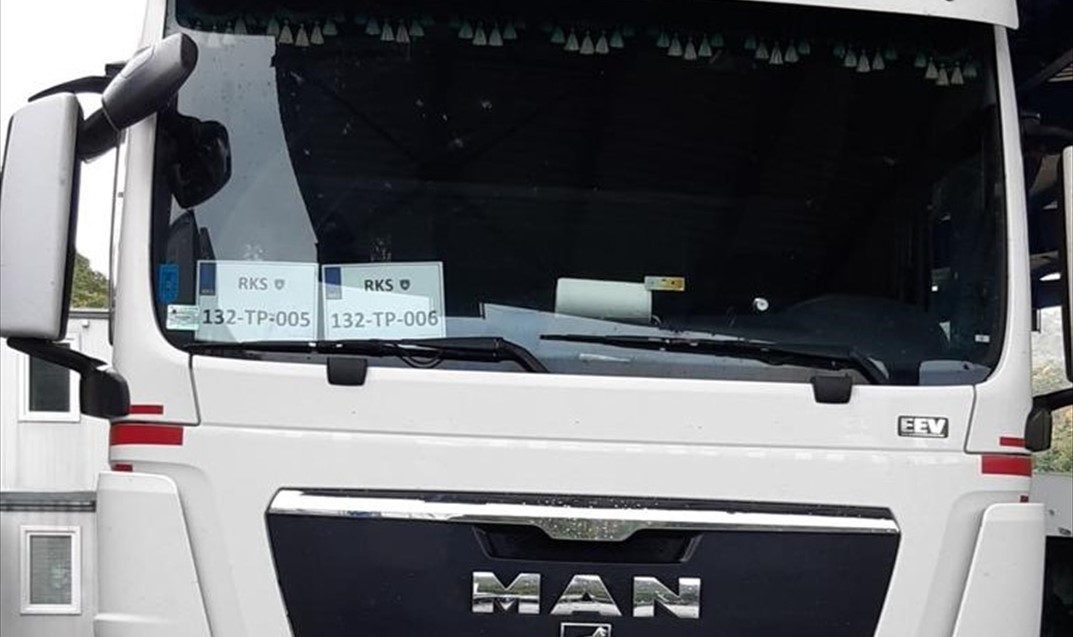 RKS
132-TP-005
RKS
132-TP-006
EEV
MAN